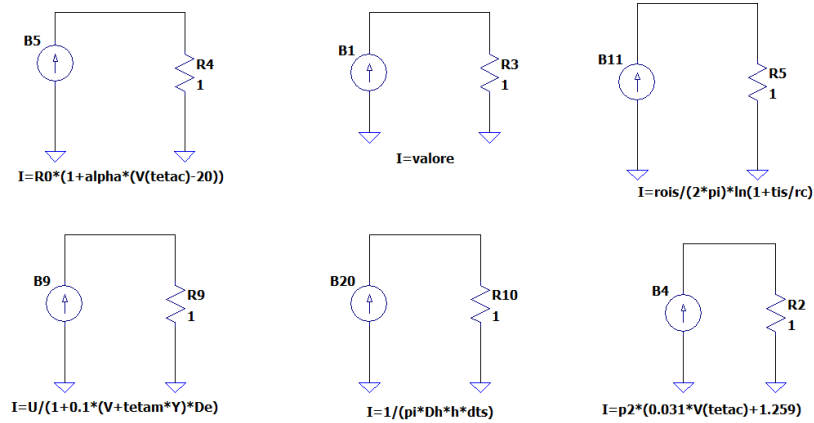 B5
R4
1
I=R0*(1+alpha*(V(tetac)-20))
B1
R3
1
I=valore
B11
R5
1
I=rois/(2*pi)*ln(1+tis/rc)
B9
R9
1
I=U/(1+0.1*(V+tetam*Y)*De)
B20
R10
1
I=1/(pi*Dh*h*dts)
B4
R2
1
I=p2*(0.031*V(tetac)+1.259)